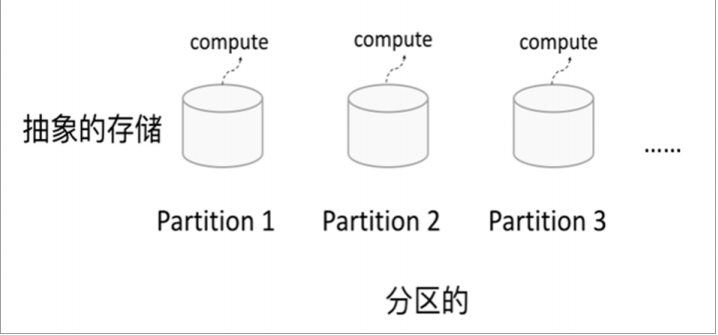 compute compute compute
抽象的存储 ......
Partition 1 Partition 2 Partition 3
分区的